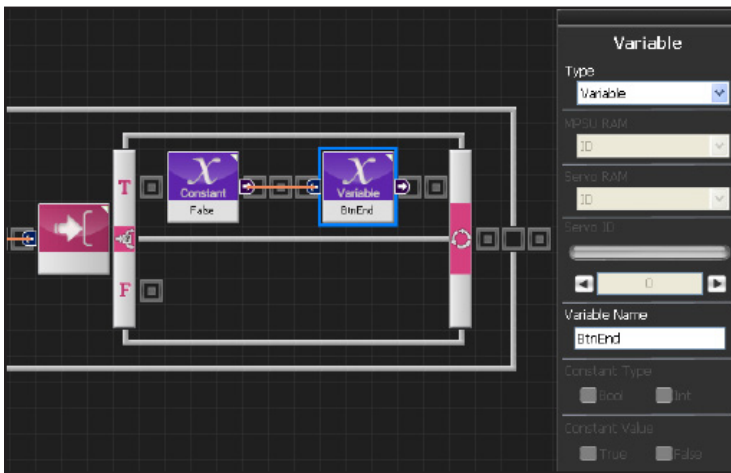 T
F
X
Constant
False
X
Variable
BtnEnd
Variable
Type
Variable
MPSU RAM
ID
Servo RAM
ID
Servo ID
0
Variable Name
BtnEnd
Constant Type
Bool Int
Constant Value
True False